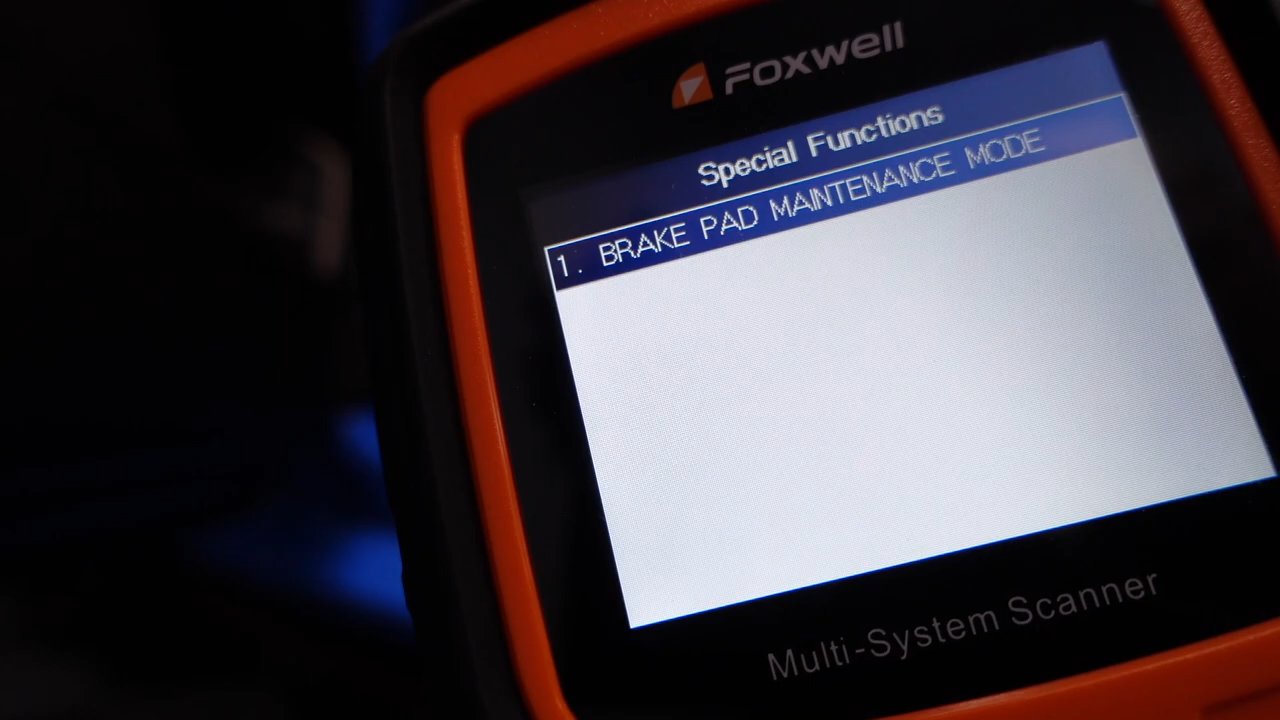 FOXWELL
Special Functions
1. BRAKE PAD MAINTENANCE MODE
Multi-System Scanner